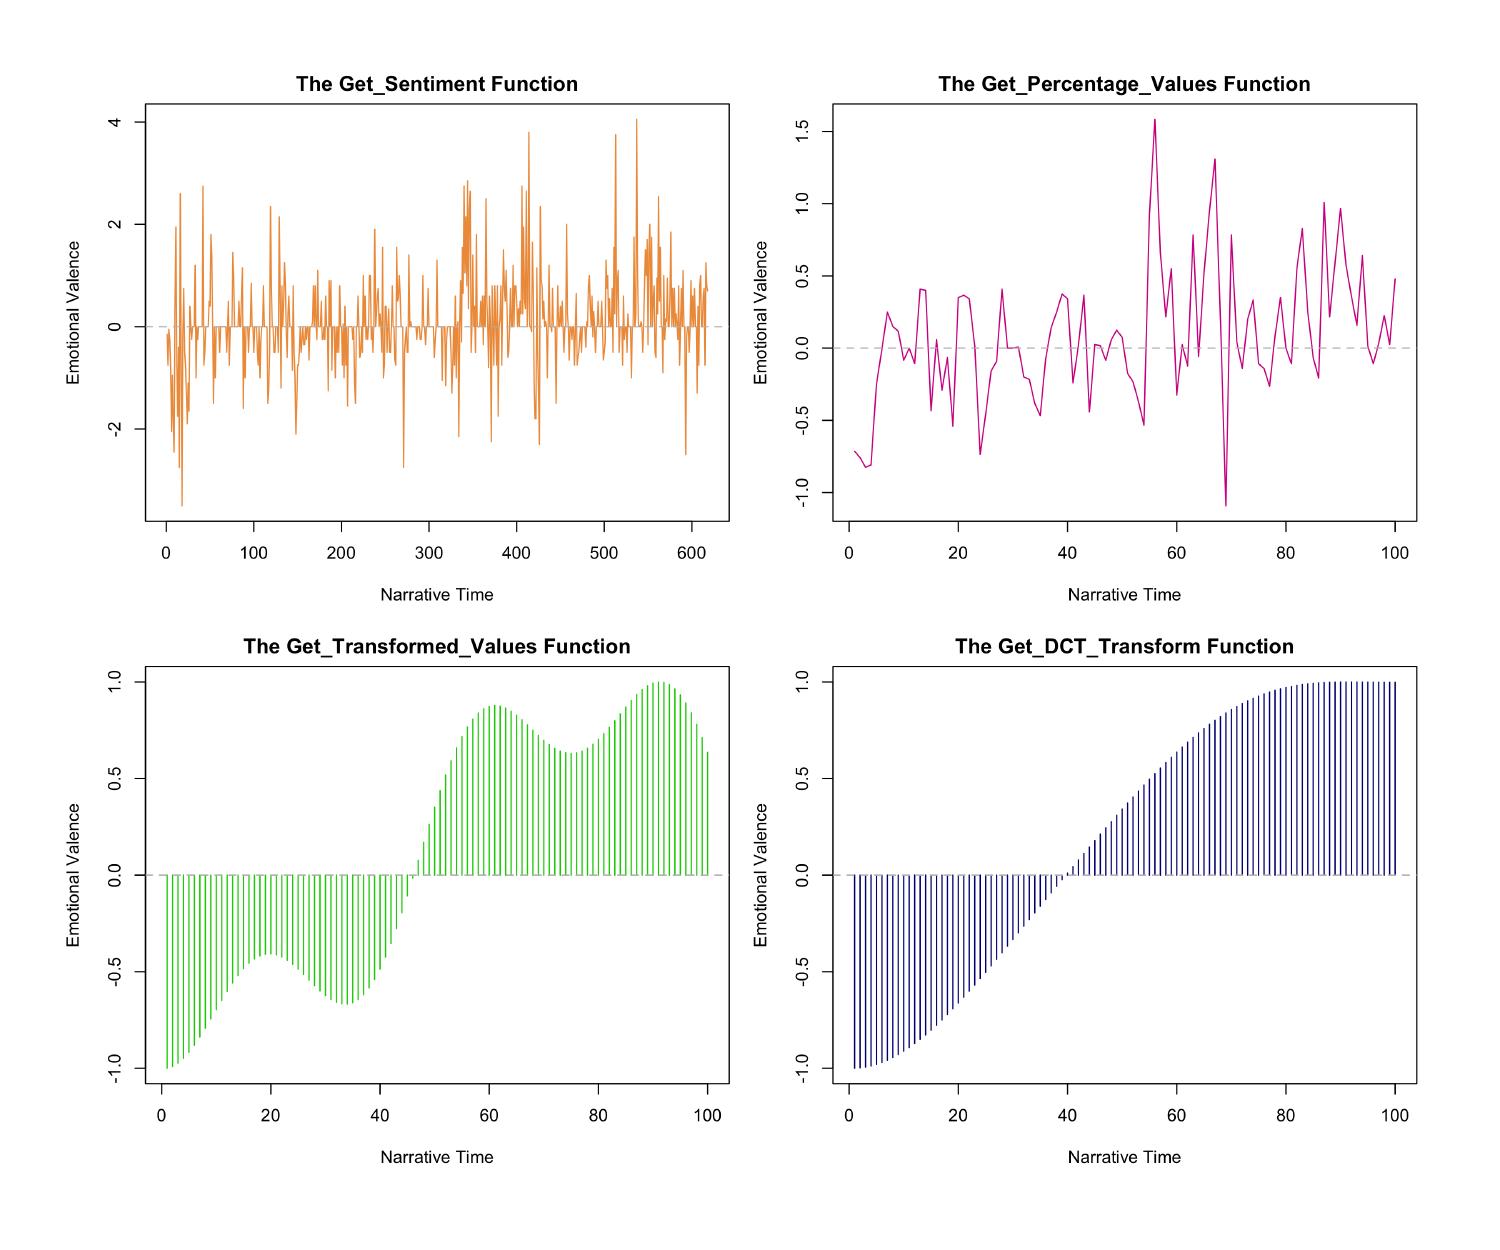 The Get_Sentiment Function
Emotional Valence
4
2
0
-2
0 100 200 300 400 500 600
Narrative Time
The Get_Percentage_Values Function
Emotional Valence
1.5
1.0
0.5
0.0
-0.5
-1.0
0 20 40 60 80 100
Narrative Time
The Get_Transformed_Values Function
Emotional Valence
1.0
0.5
0.0
-0.5
-1.0
0 20 40 60 80 100
Narrative Time
The Get_DCT_Transform Function
Emotional Valence
1.0
0.5
0.0
-0.5
-1.0
0 20 40 60 80 100
Narrative Time